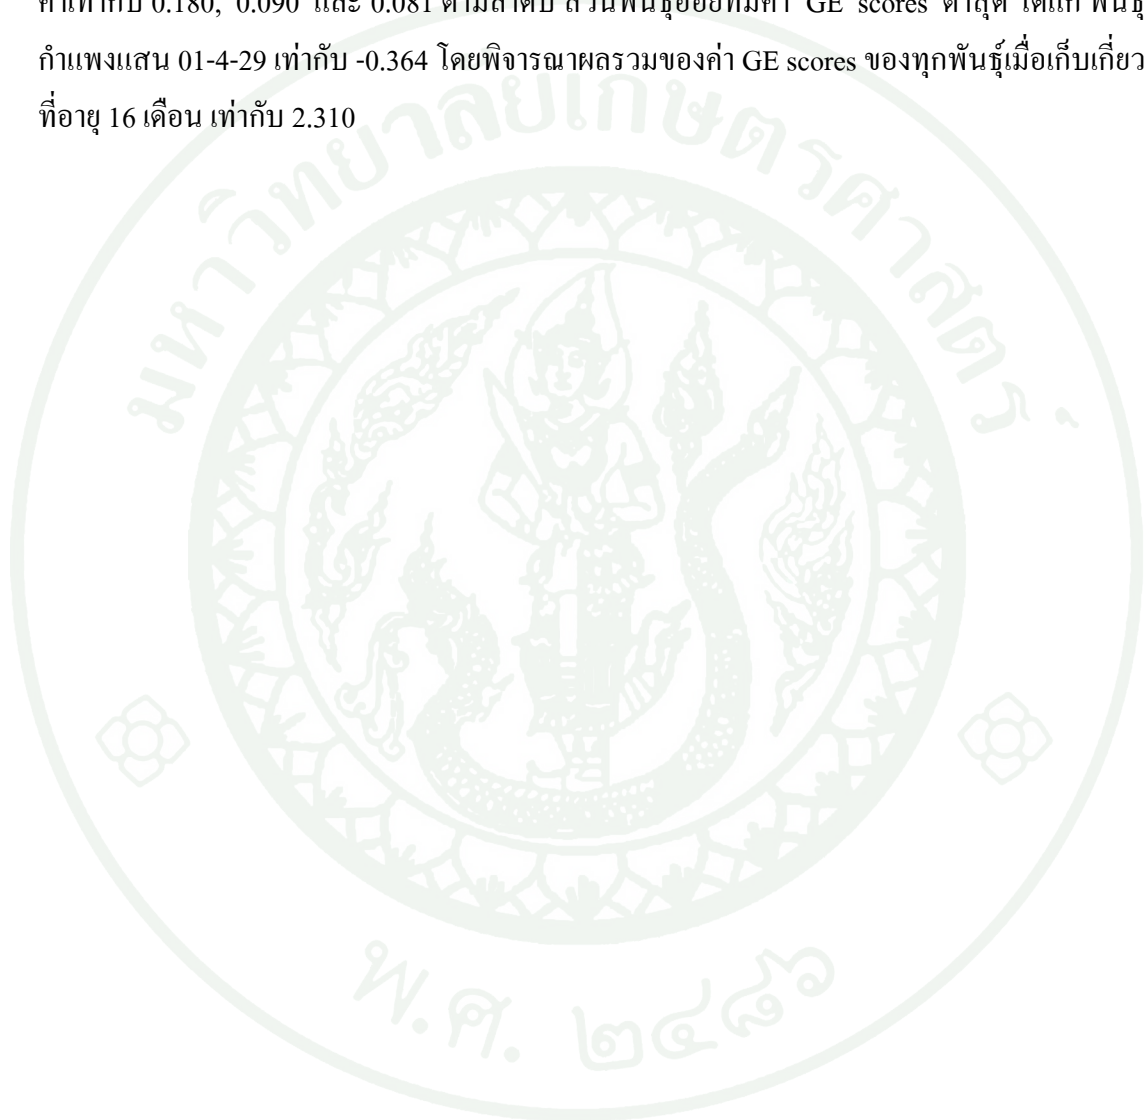 ค่าเท่ากับ 0.180, 0.090 และ 0.081 ตามลำดับ ส่วนพันธุ์อ้อยที่มีค่า GE scores ต่ำสุด ได้แก่ พันธุ์
กำแพงแสน 01-4-29 เท่ากับ -0.364 โดยพิจารณาผลรวมของค่า GE scores ของทุกพันธุ์เมื่อเก็บเกี่ยว
ที่อายุ 16 เดือน เท่ากับ 2.310
มหาวิทยาลัยเกษตรศาสตร์
พ.ศ. ๒๔๘๖